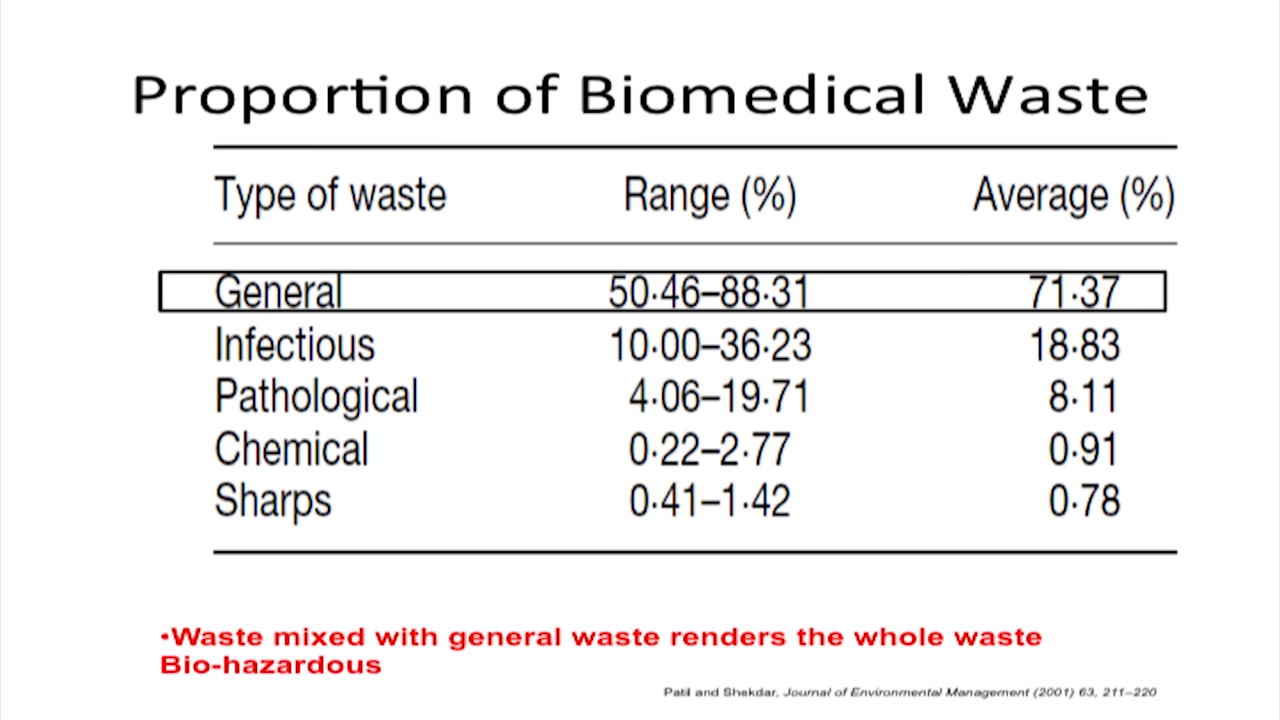 Proportion of Biomedical Waste
Type of waste Range (%) Average (%)
General 50·46–88·31 71·37
Infectious 10·00–36·23 18·83
Pathological 4·06–19·71 8·11
Chemical 0·22–2·77 0·91
Sharps 0·41–1·42 0·78
•Waste mixed with general waste renders the whole waste
Bio-hazardous
Patil and Shekdar, Journal of Environmental Management (2001) 63, 211–220